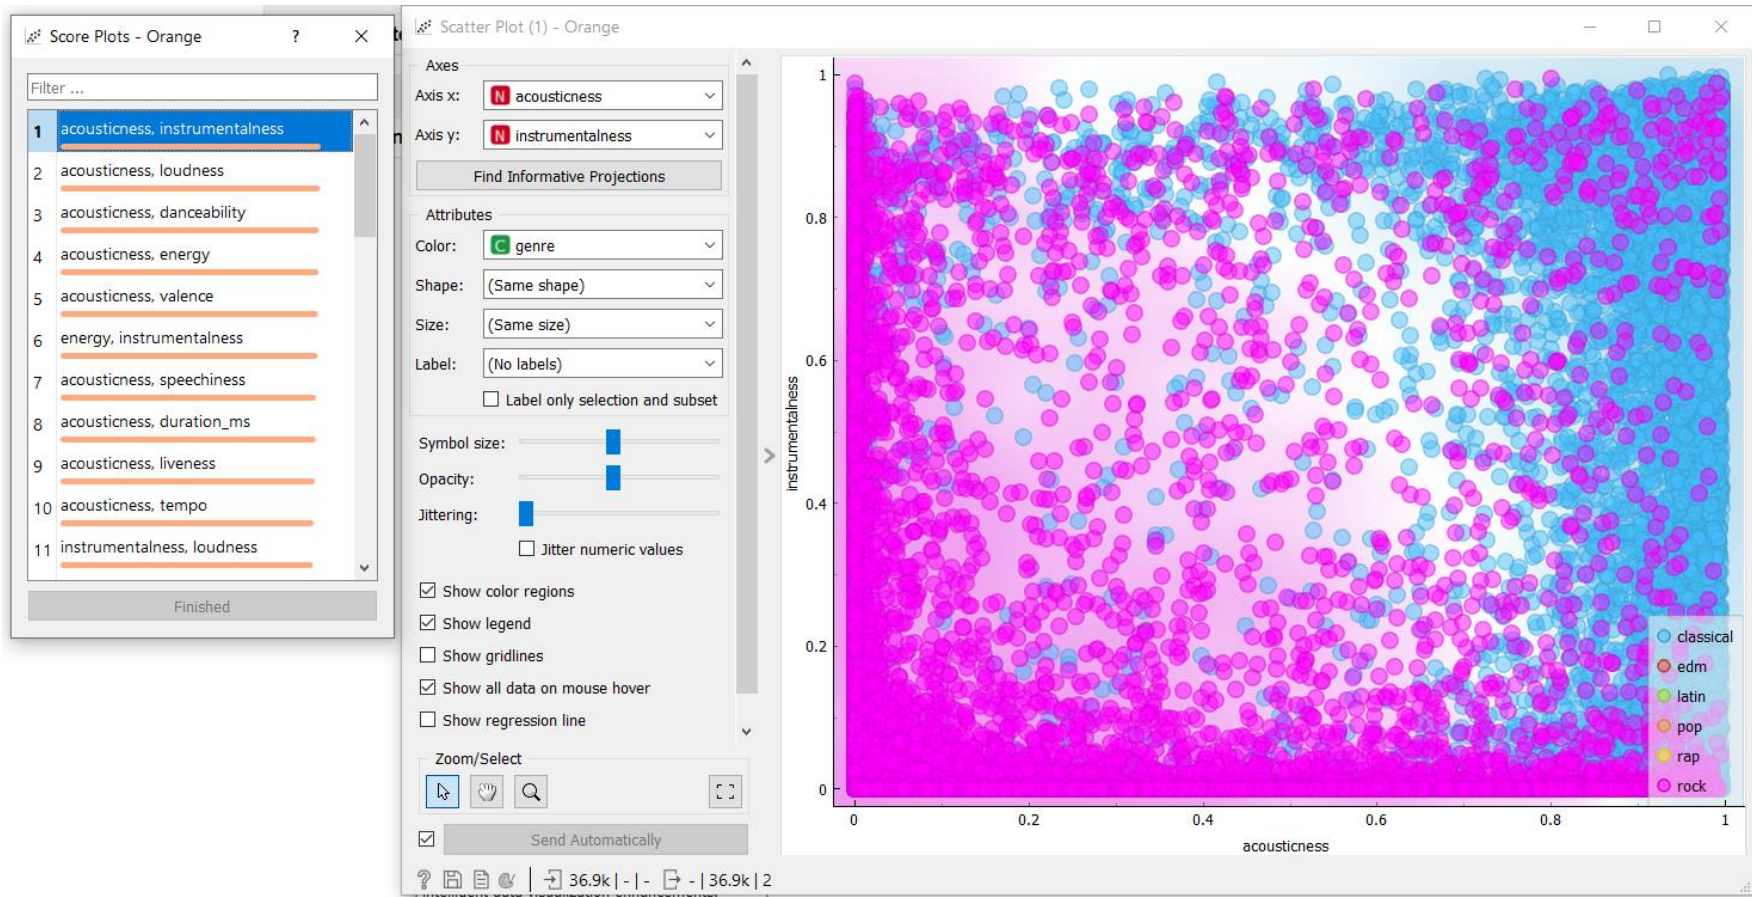 Score Plots - Orange
?
Filter ...
1 acousticness, instrumentalness
2 acousticness, loudness
3 acousticness, danceability
4 acousticness, energy
5 acousticness, valence
6 energy, instrumentalness
7 acousticness, speechiness
8 acousticness, duration_ms
9 acousticness, liveness
10 acousticness, tempo
11 instrumentalness, loudness
Finished
Scatter Plot (1) - Orange
Axes
Axis x: N acousticness
Axis y: N instrumentalness
Find Informative Projections
Attributes
Color: C genre
Shape: (Same shape)
Size: (Same size)
Label: (No labels)
Label only selection and subset
Symbol size:
Opacity:
Jittering:
Jitter numeric values
Show color regions
Show legend
Show gridlines
Show all data on mouse hover
Show regression line
Zoom/Select
Send Automatically
? 36.9k | - | - - | 36.9k | 2
instrumentalness
1
0.8
0.6
0.4
0.2
0
0 0.2 0.4 0.6 0.8 1
acousticness
classical
edm
latin
pop
rap
rock